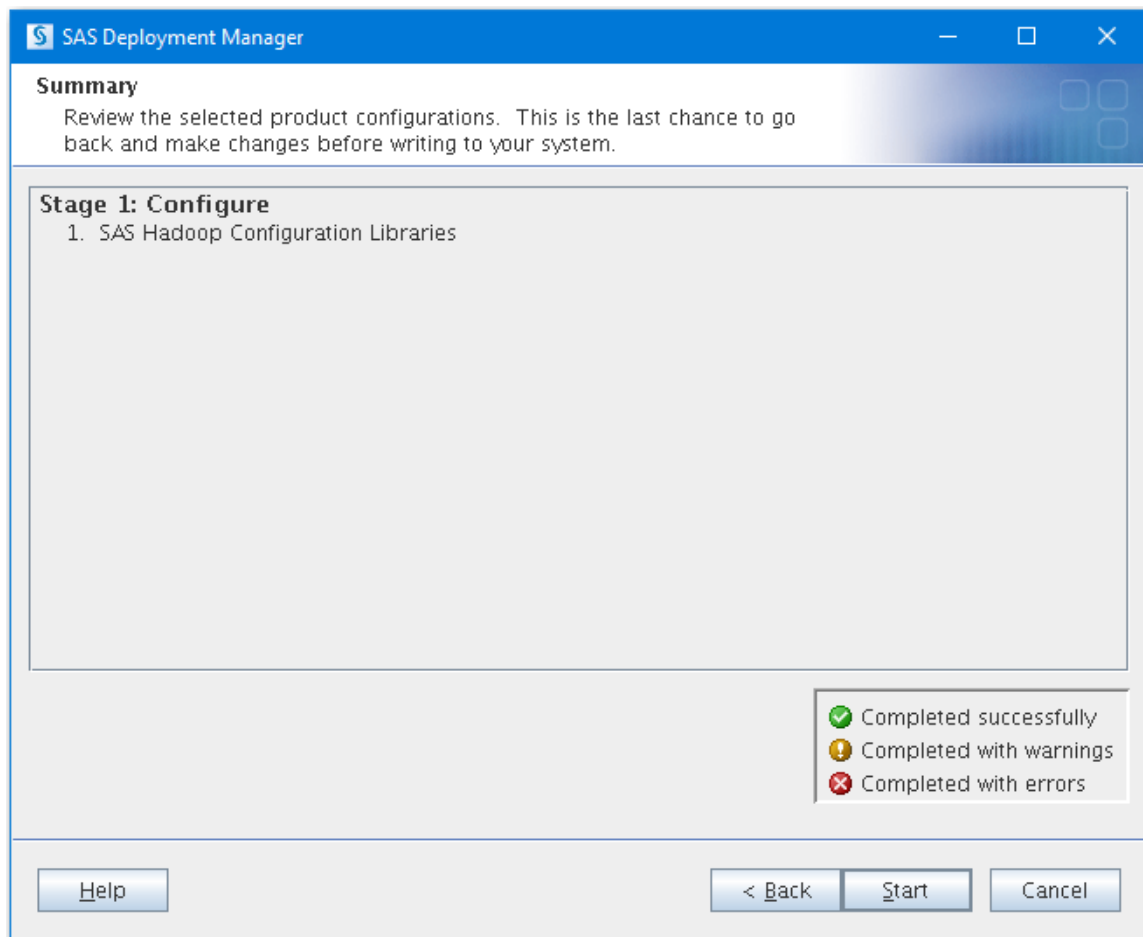 SAS Deployment Manager
Summary
Review the selected product configurations. This is the last chance to go
back and make changes before writing to your system.
Stage 1: Configure
1. SAS Hadoop Configuration Libraries
Completed successfully
Completed with warnings
Completed with errors
Help
< Back
Start
Cancel